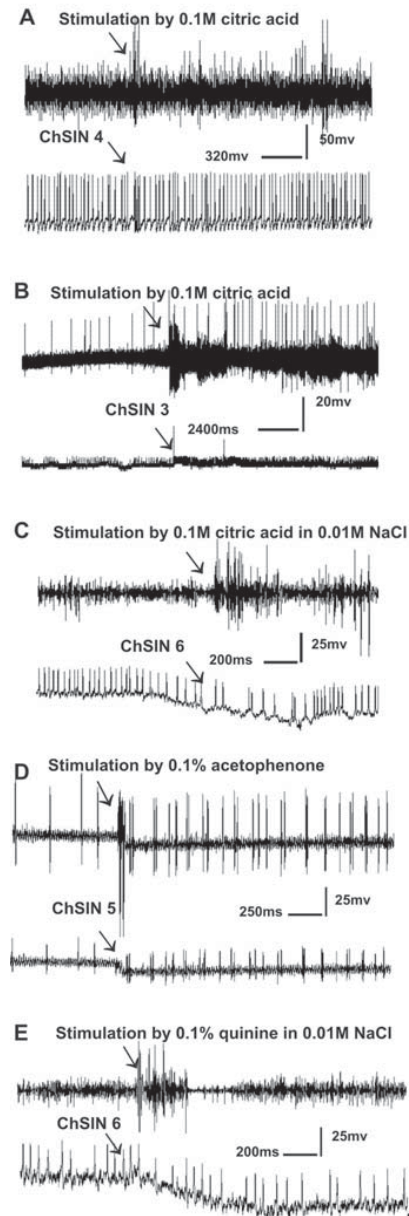 A Stimulation by 0.1M citric acid
50mv
320mv
ChSIN 4
B Stimulation by 0.1M citric acid
20mv
2400ms
ChSIN 3
C Stimulation by 0.1M citric acid in 0.01M NaCl
25mv
200ms
ChSIN 6
D Stimulation by 0.1% acetophenone
25mv
250ms
ChSIN 5
E Stimulation by 0.1% quinine in 0.01M NaCl
25mv
200ms
ChSIN 6